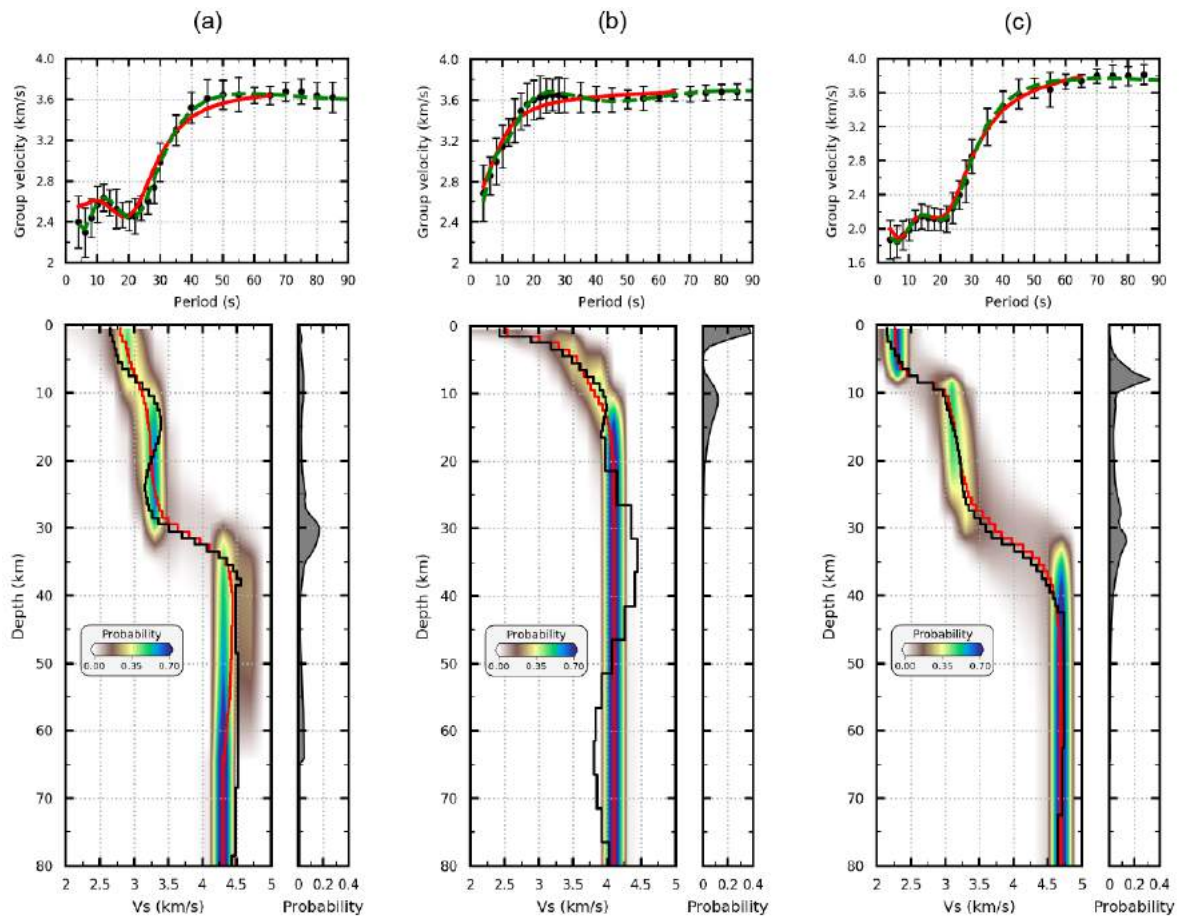 (a) (b) (c)
4.0
3.6
3.2
2.8
2.4
2
Group velocity (km/s)
0 10 20 30 40 50 60 70 80 90
Period (s)
4.0
3.6
3.2
2.8
2.4
2
Group velocity (km/s)
0 10 20 30 40 50 60 70 80 90
Period (s)
4.0
3.6
3.2
2.8
2.4
2.0
1.6
Group velocity (km/s)
0 10 20 30 40 50 60 70 80 90
Period (s)
0
10
20
30
40
50
60
70
80
Depth (km)
Probability
0.00 0.35 0.70
2 2.5 3 3.5 4 4.5 5
Vs (km/s)
0 0.2 0.4
Probability
0
10
20
30
40
50
60
70
80
Depth (km)
Probability
0.00 0.35 0.70
2 2.5 3 3.5 4 4.5 5
Vs (km/s)
0 0.2 0.4
Probability
0
10
20
30
40
50
60
70
80
Depth (km)
Probability
0.00 0.35 0.70
2 2.5 3 3.5 4 4.5 5
Vs (km/s)
0 0.2 0.4
Probability